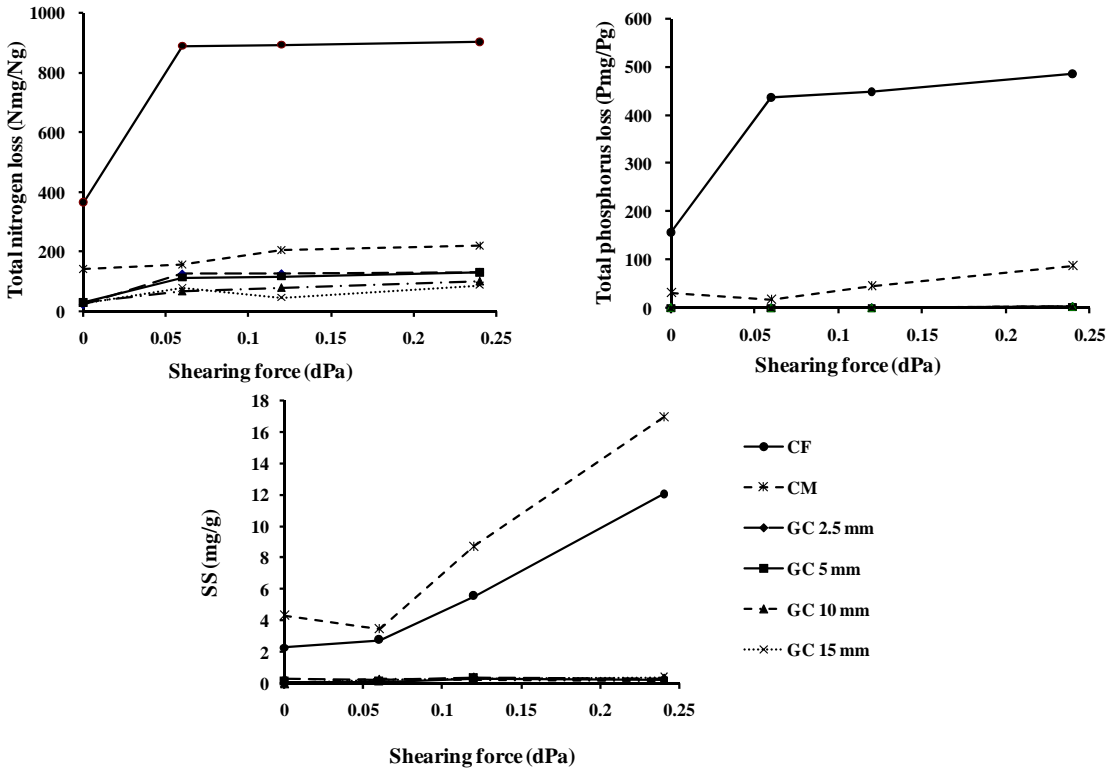 1000
800
600
400
200
0
Total nitrogen loss (Nmg/Ng)
0 0.05 0.1 0.15 0.2 0.25
Shearing force (dPa)
600
500
400
300
200
100
0
Total phosphorus loss (Pmg/Pg)
0 0.05 0.1 0.15 0.2 0.25
Shearing force (dPa)
18
16
14
12
10
8
6
4
2
0
SS (mg/g)
0 0.05 0.1 0.15 0.2 0.25
Shearing force (dPa)
CF
CM
GC 2.5 mm
GC 5 mm
GC 10 mm
GC 15 mm